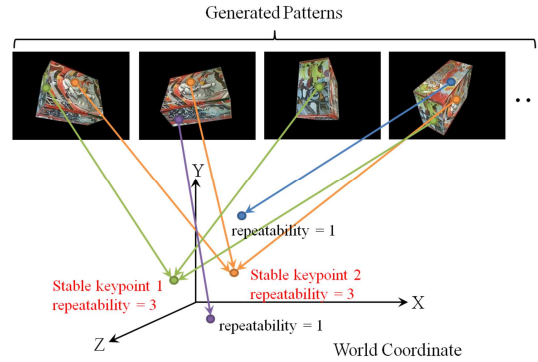 Generated Patterns
. .
Y
repeatability = 1
Stable keypoint 1
repeatability = 3
Stable keypoint 2
repeatability = 3
X
Z
repeatability = 1
World Coordinate